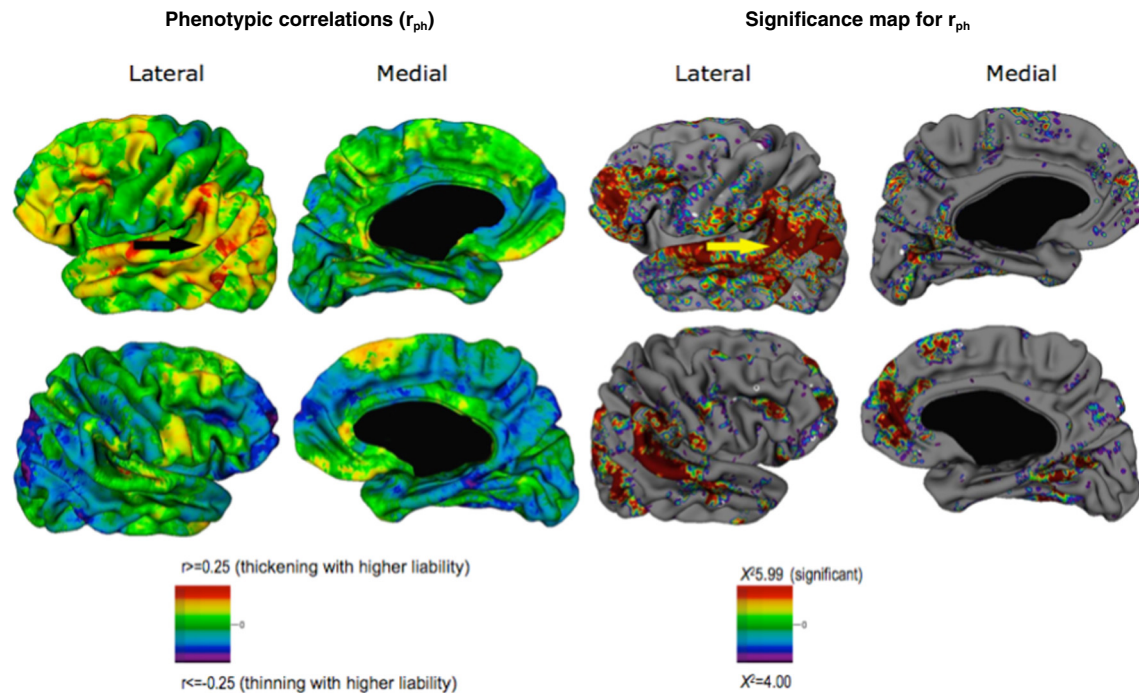 Phenotypic correlations (rph)
Significance map for rph
Lateral
Medial
Lateral
Medial
r>=0.25 (thickening with higher liability)
0
r<=-0.25 (thinning with higher liability)
X²5.99 (significant)
0
X²=4.00